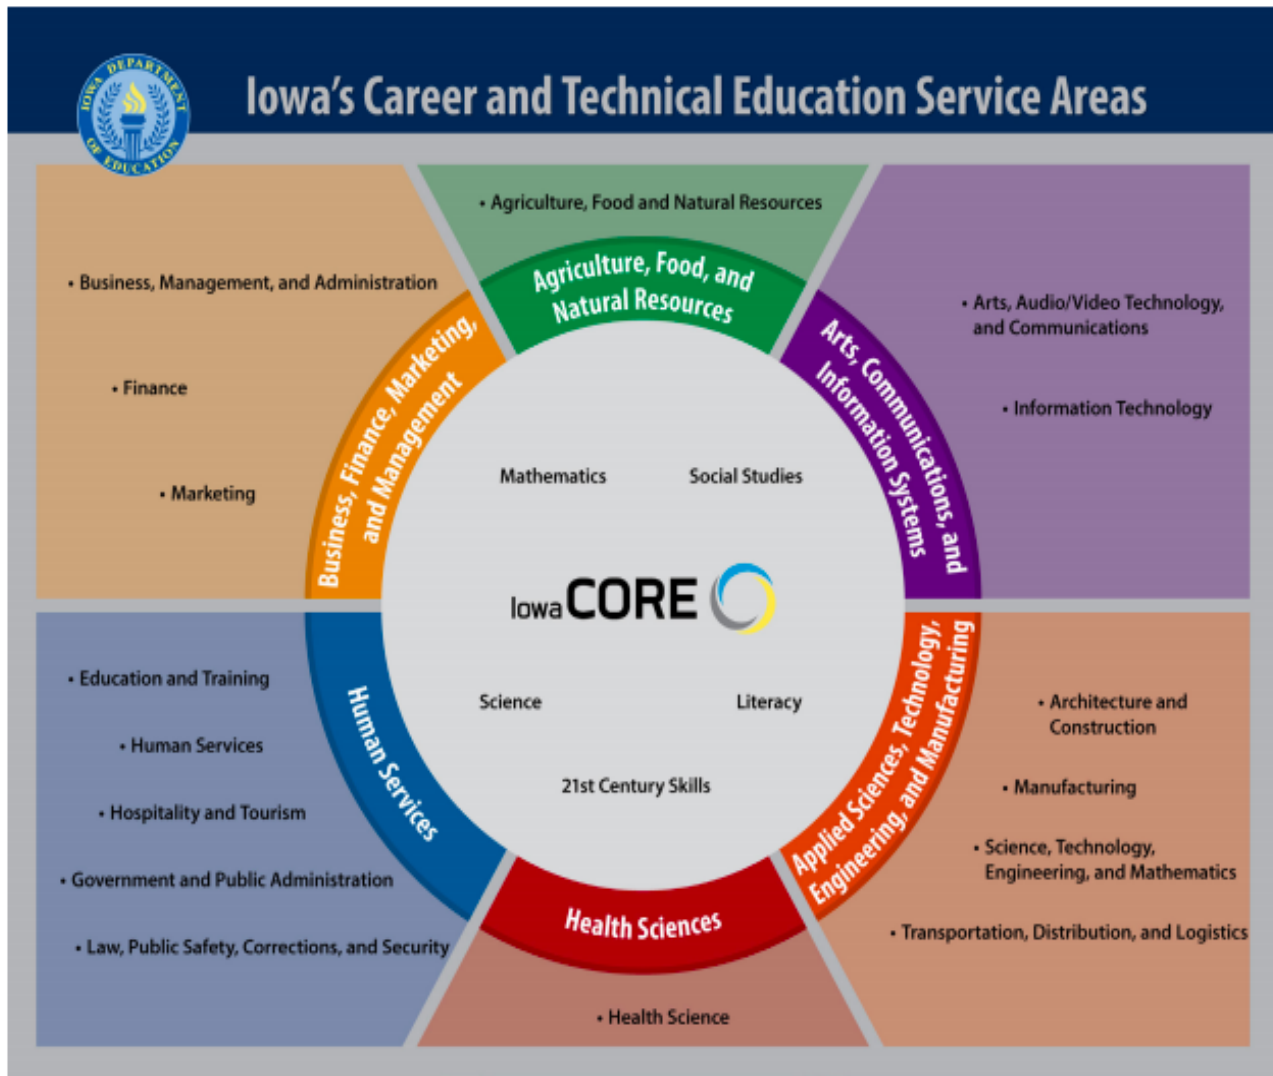 IOWA DEPARTMENT
OF EDUCATION
Iowa's Career and Technical Education Service Areas
• Business, Management, and Administration
• Finance
• Marketing
Business, Finance, Marketing,
and Management
• Agriculture, Food and Natural Resources
Agriculture, Food, and
Natural Resources
• Arts, Audio/Video Technology,
and Communications
• Information Technology
Arts, Communications, and
Information Systems
Mathematics
Social Studies
Iowa CORE
Science
Literacy
21st Century Skills
• Education and Training
• Human Services
• Hospitality and Tourism
• Government and Public Administration
• Law, Public Safety, Corrections, and Security
Human Services
Health Sciences
• Health Science
Applied Sciences, Technology,
Engineering, and Manufacturing
• Architecture and
Construction
• Manufacturing
• Science, Technology,
Engineering, and Mathematics
• Transportation, Distribution, and Logistics